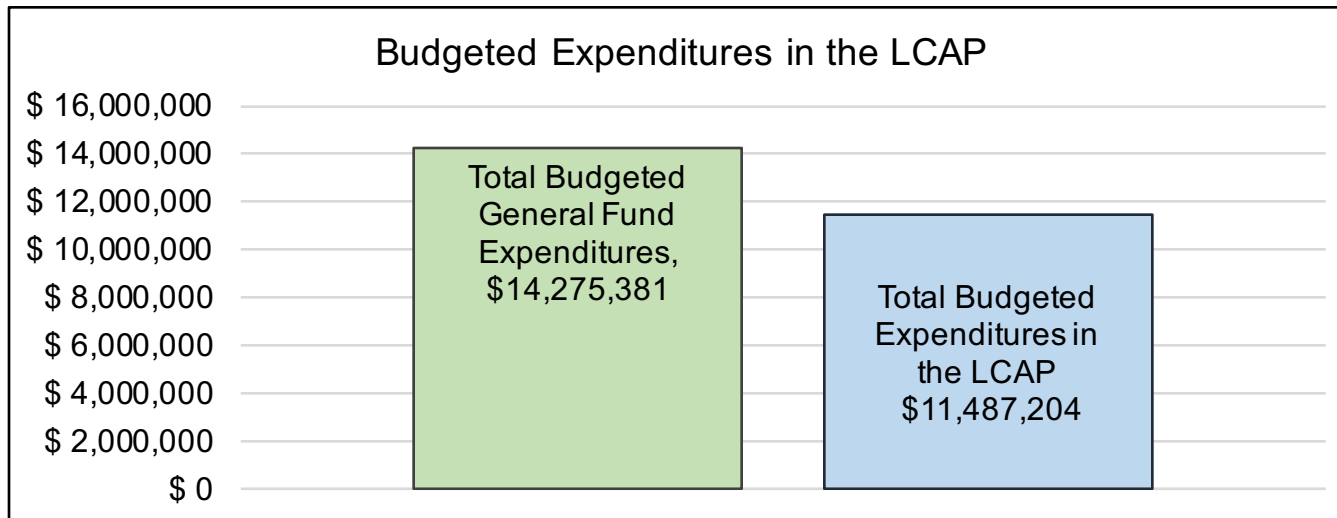 Budgeted Expenditures in the LCAP
$ 16,000,000
$ 14,000,000
$ 12,000,000
$ 10,000,000
$ 8,000,000
$ 6,000,000
$ 4,000,000
$ 2,000,000
$ 0
Total Budgeted
General Fund
Expenditures,
$14,275,381
Total Budgeted
Expenditures in
the LCAP
$11,487,204